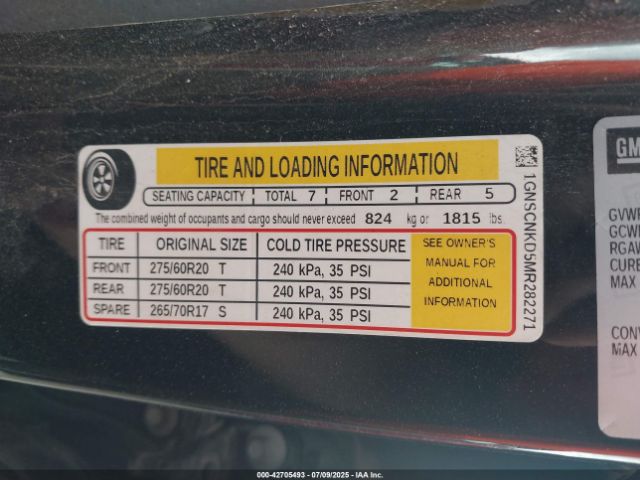 TIRE AND LOADING INFORMATION
SEATING CAPACITY TOTAL 7 FRONT 2 REAR 5
The combined weight of occupants and cargo should never exceed 824 kg or 1815 lbs.
TIRE ORIGINAL SIZE COLD TIRE PRESSURE
FRONT 275/60R20 T 240 kPa, 35 PSI
REAR 275/60R20 T 240 kPa, 35 PSI
SPARE 265/70R17 S 240 kPa, 35 PSI
SEE OWNER'S
MANUAL FOR
ADDITIONAL
INFORMATION
1GNSCNKD5MR282271
GM
GVWR
GCWR
RGAW
CURB
MAX
CONV
MAX
000-42705493 - 07/09/2025 - IAA Inc.